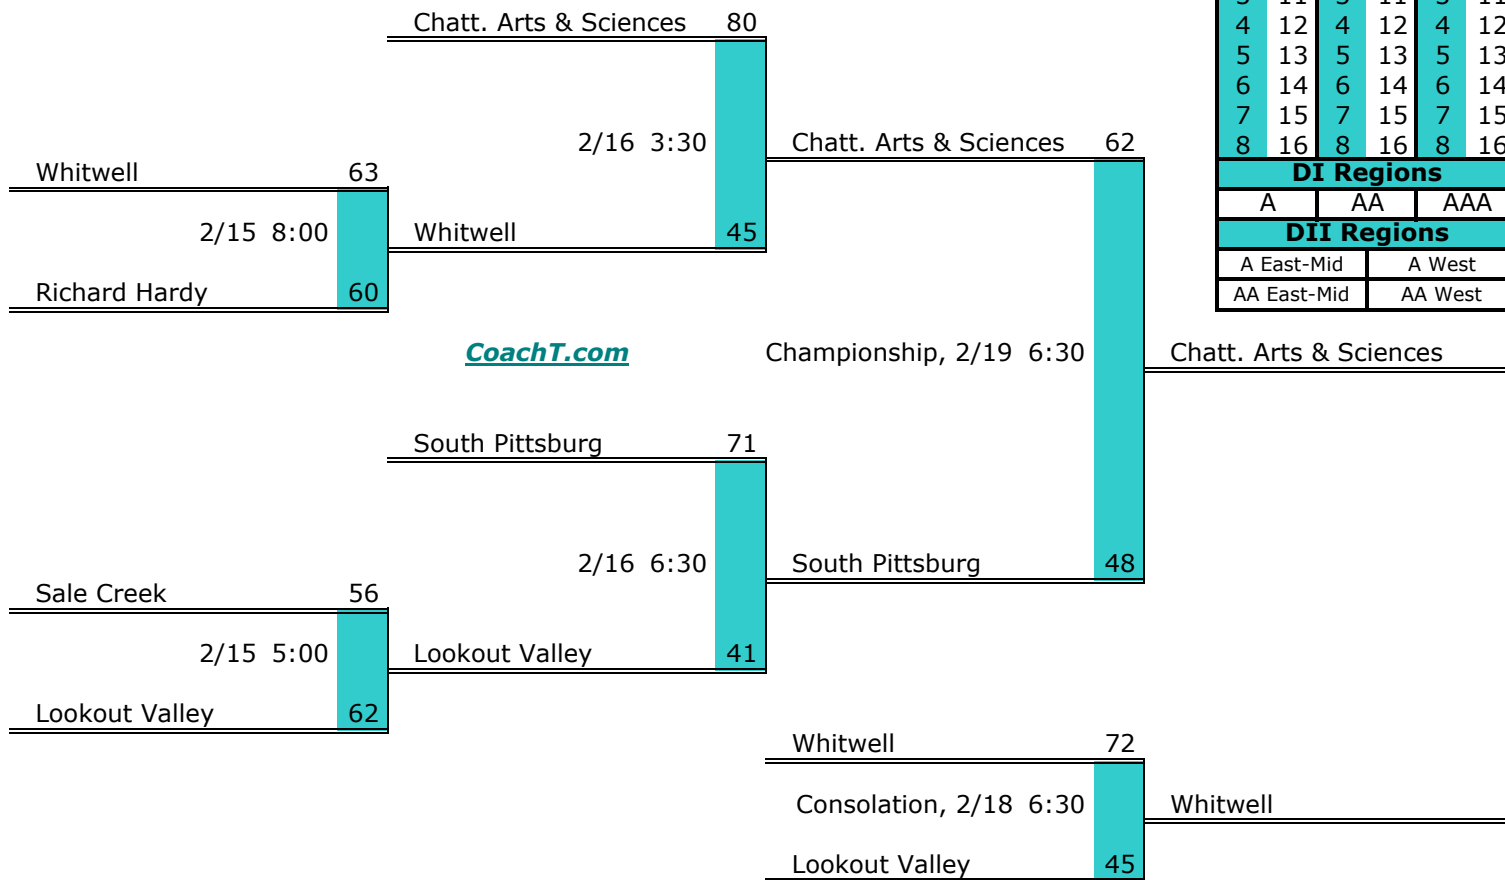 Chatt. Arts & Sciences 80
4 12 4 12 4 12
5 13 5 13 5 13
6 14 6 14 6 14
2/16 3:30 Chatt. Arts & Sciences 62 7 15 7 15 7 15
8 16 8 16 8 16
Whitwell 63 DI Regions
A AA AAA
2/15 8:00 Whitwell 45 DII Regions
A East-Mid A West
Richard Hardy 60 AA East-Mid AA West
CoachT.com Championship, 2/19 6:30 Chatt. Arts & Sciences
South Pittsburg 71
2/16 6:30 South Pittsburg 48
Sale Creek 56
2/15 5:00 Lookout Valley 41
Lookout Valley 62
Whitwell 72
Consolation, 2/18 6:30 Whitwell
Lookout Valley 45